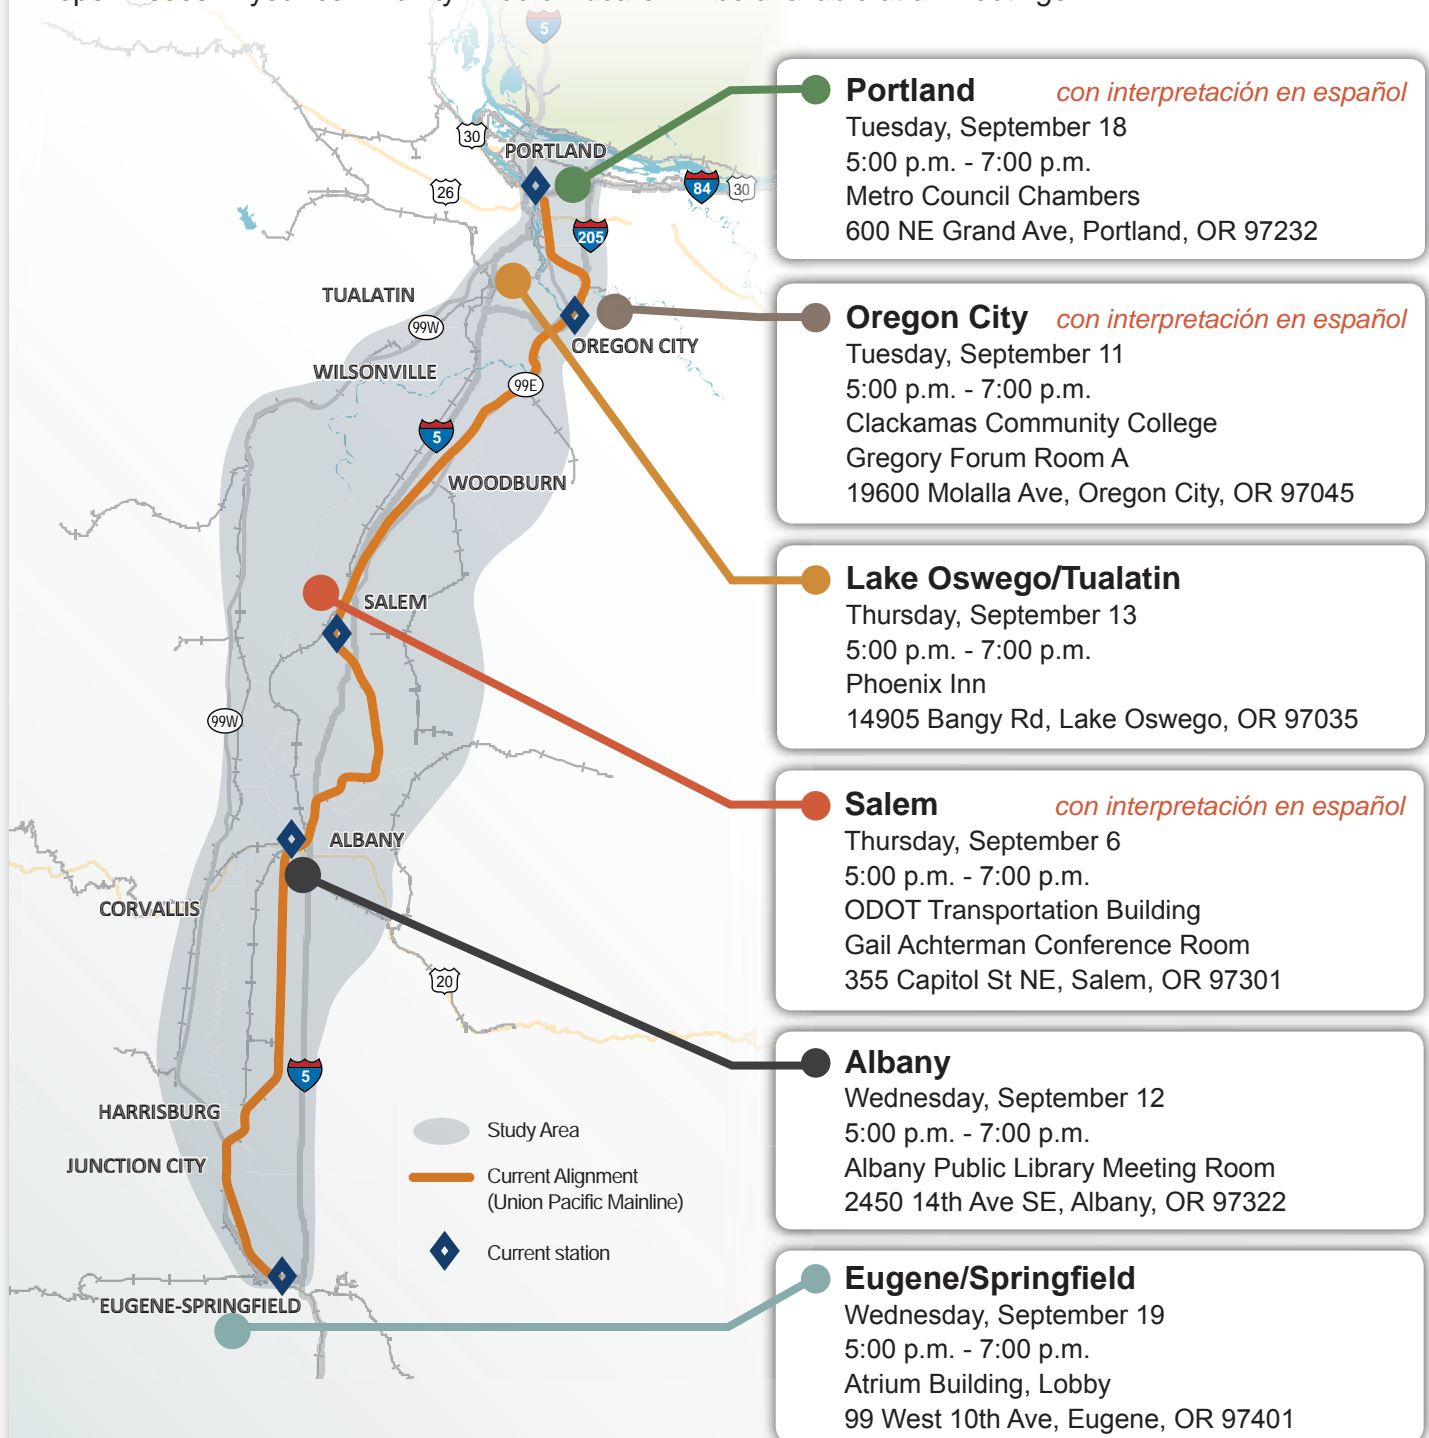 5
30
PORTLAND
26
84
30
205
TUALATIN
99W
OREGON CITY
WILSONVILLE
99E
5
WOODBURN
SALEM
99W
ALBANY
CORVALLIS
20
5
HARRISBURG
JUNCTION CITY
EUGENE-SPRINGFIELD
Study Area
Current Alignment
(Union Pacific Mainline)
Current station
Portland con interpretación en español
Tuesday, September 18
5:00 p.m. - 7:00 p.m.
Metro Council Chambers
600 NE Grand Ave, Portland, OR 97232
Oregon City con interpretación en español
Tuesday, September 11
5:00 p.m. - 7:00 p.m.
Clackamas Community College
Gregory Forum Room A
19600 Molalla Ave, Oregon City, OR 97045
Lake Oswego/Tualatin
Thursday, September 13
5:00 p.m. - 7:00 p.m.
Phoenix Inn
14905 Bangy Rd, Lake Oswego, OR 97035
Salem con interpretación en español
Thursday, September 6
5:00 p.m. - 7:00 p.m.
ODOT Transportation Building
Gail Achterman Conference Room
355 Capitol St NE, Salem, OR 97301
Albany
Wednesday, September 12
5:00 p.m. - 7:00 p.m.
Albany Public Library Meeting Room
2450 14th Ave SE, Albany, OR 97322
Eugene/Springfield
Wednesday, September 19
5:00 p.m. - 7:00 p.m.
Atrium Building, Lobby
99 West 10th Ave, Eugene, OR 97401